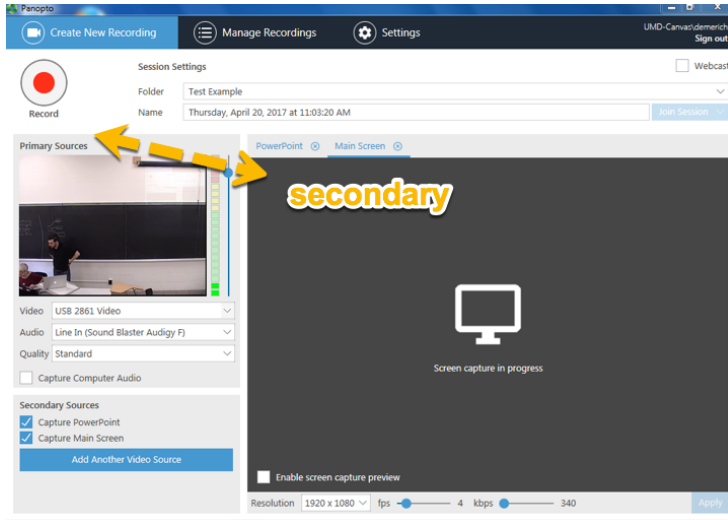 Panopto
Create New Recording
Manage Recordings
Settings
UMD-Canvas\demerich
Sign out
Session Settings
Webcast
Folder Test Example
Name Thursday, April 20, 2017 at 11:03:20 AM
Join Session
Record
Primary Sources
PowerPoint
Main Screen
secondary
Video USB 2861 Video
Audio Line In (Sound Blaster Audigy F)
Quality Standard
Capture Computer Audio
Screen capture in progress
Secondary Sources
Capture PowerPoint
Capture Main Screen
Add Another Video Source
Enable screen capture preview
Resolution 1920 x 1080 fps 4 kbps 340
Apply